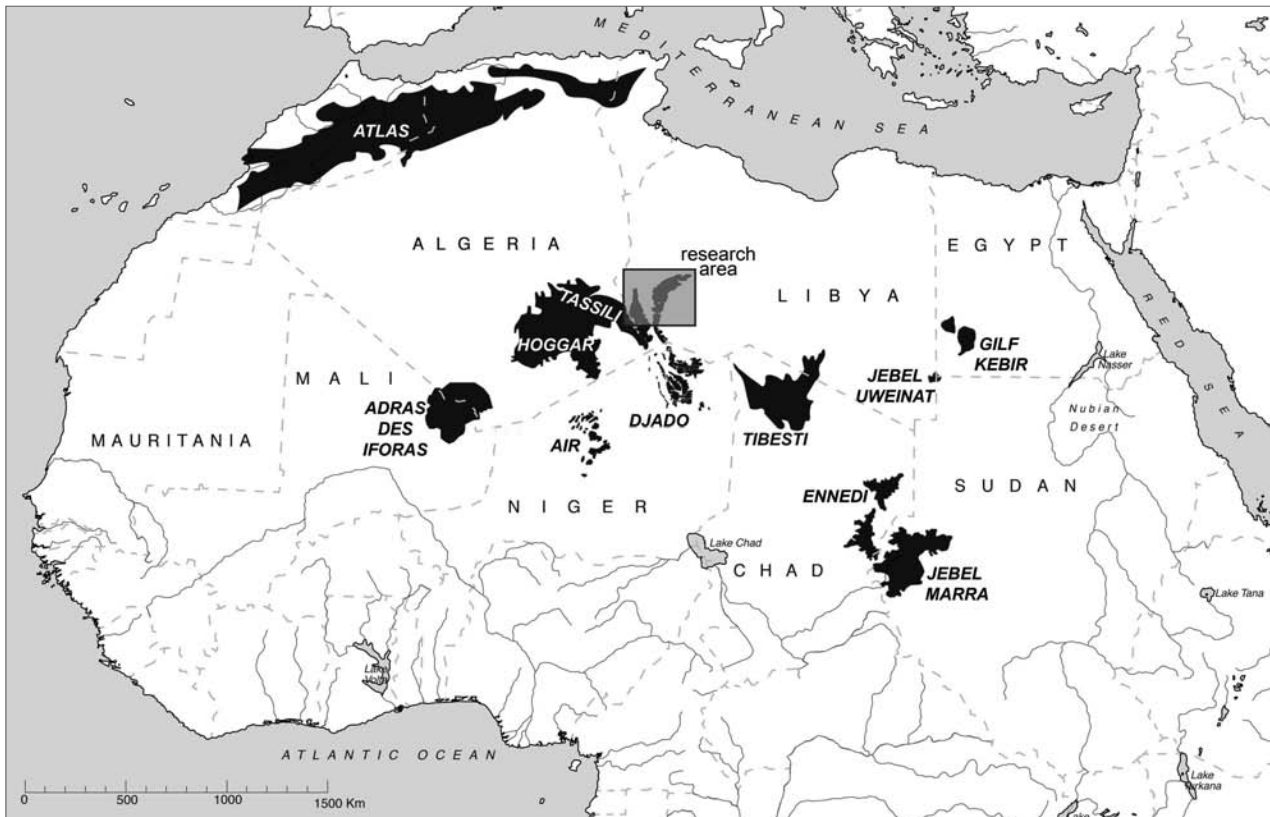 MEDITERRANEAN SEA
ATLAS
ALGERIA
research
area
EGYPT
LIBYA
TASSILI
HOGGAR
GILF
KEBIR
Lake
Nasser
RED SEA
MALI
JEBEL
UWEINAT
ADRAS
DES
IFORAS
DJADO
Nubian
Desert
MAURITANIA
AIR
TIBESTI
SUDAN
ENNEDI
NIGER
Lake Chad
CHAD
JEBEL
MARRA
Lake Tana
Lake
Volta
ATLANTIC OCEAN
Lake
Turkana
0 500 1000 1500 Km